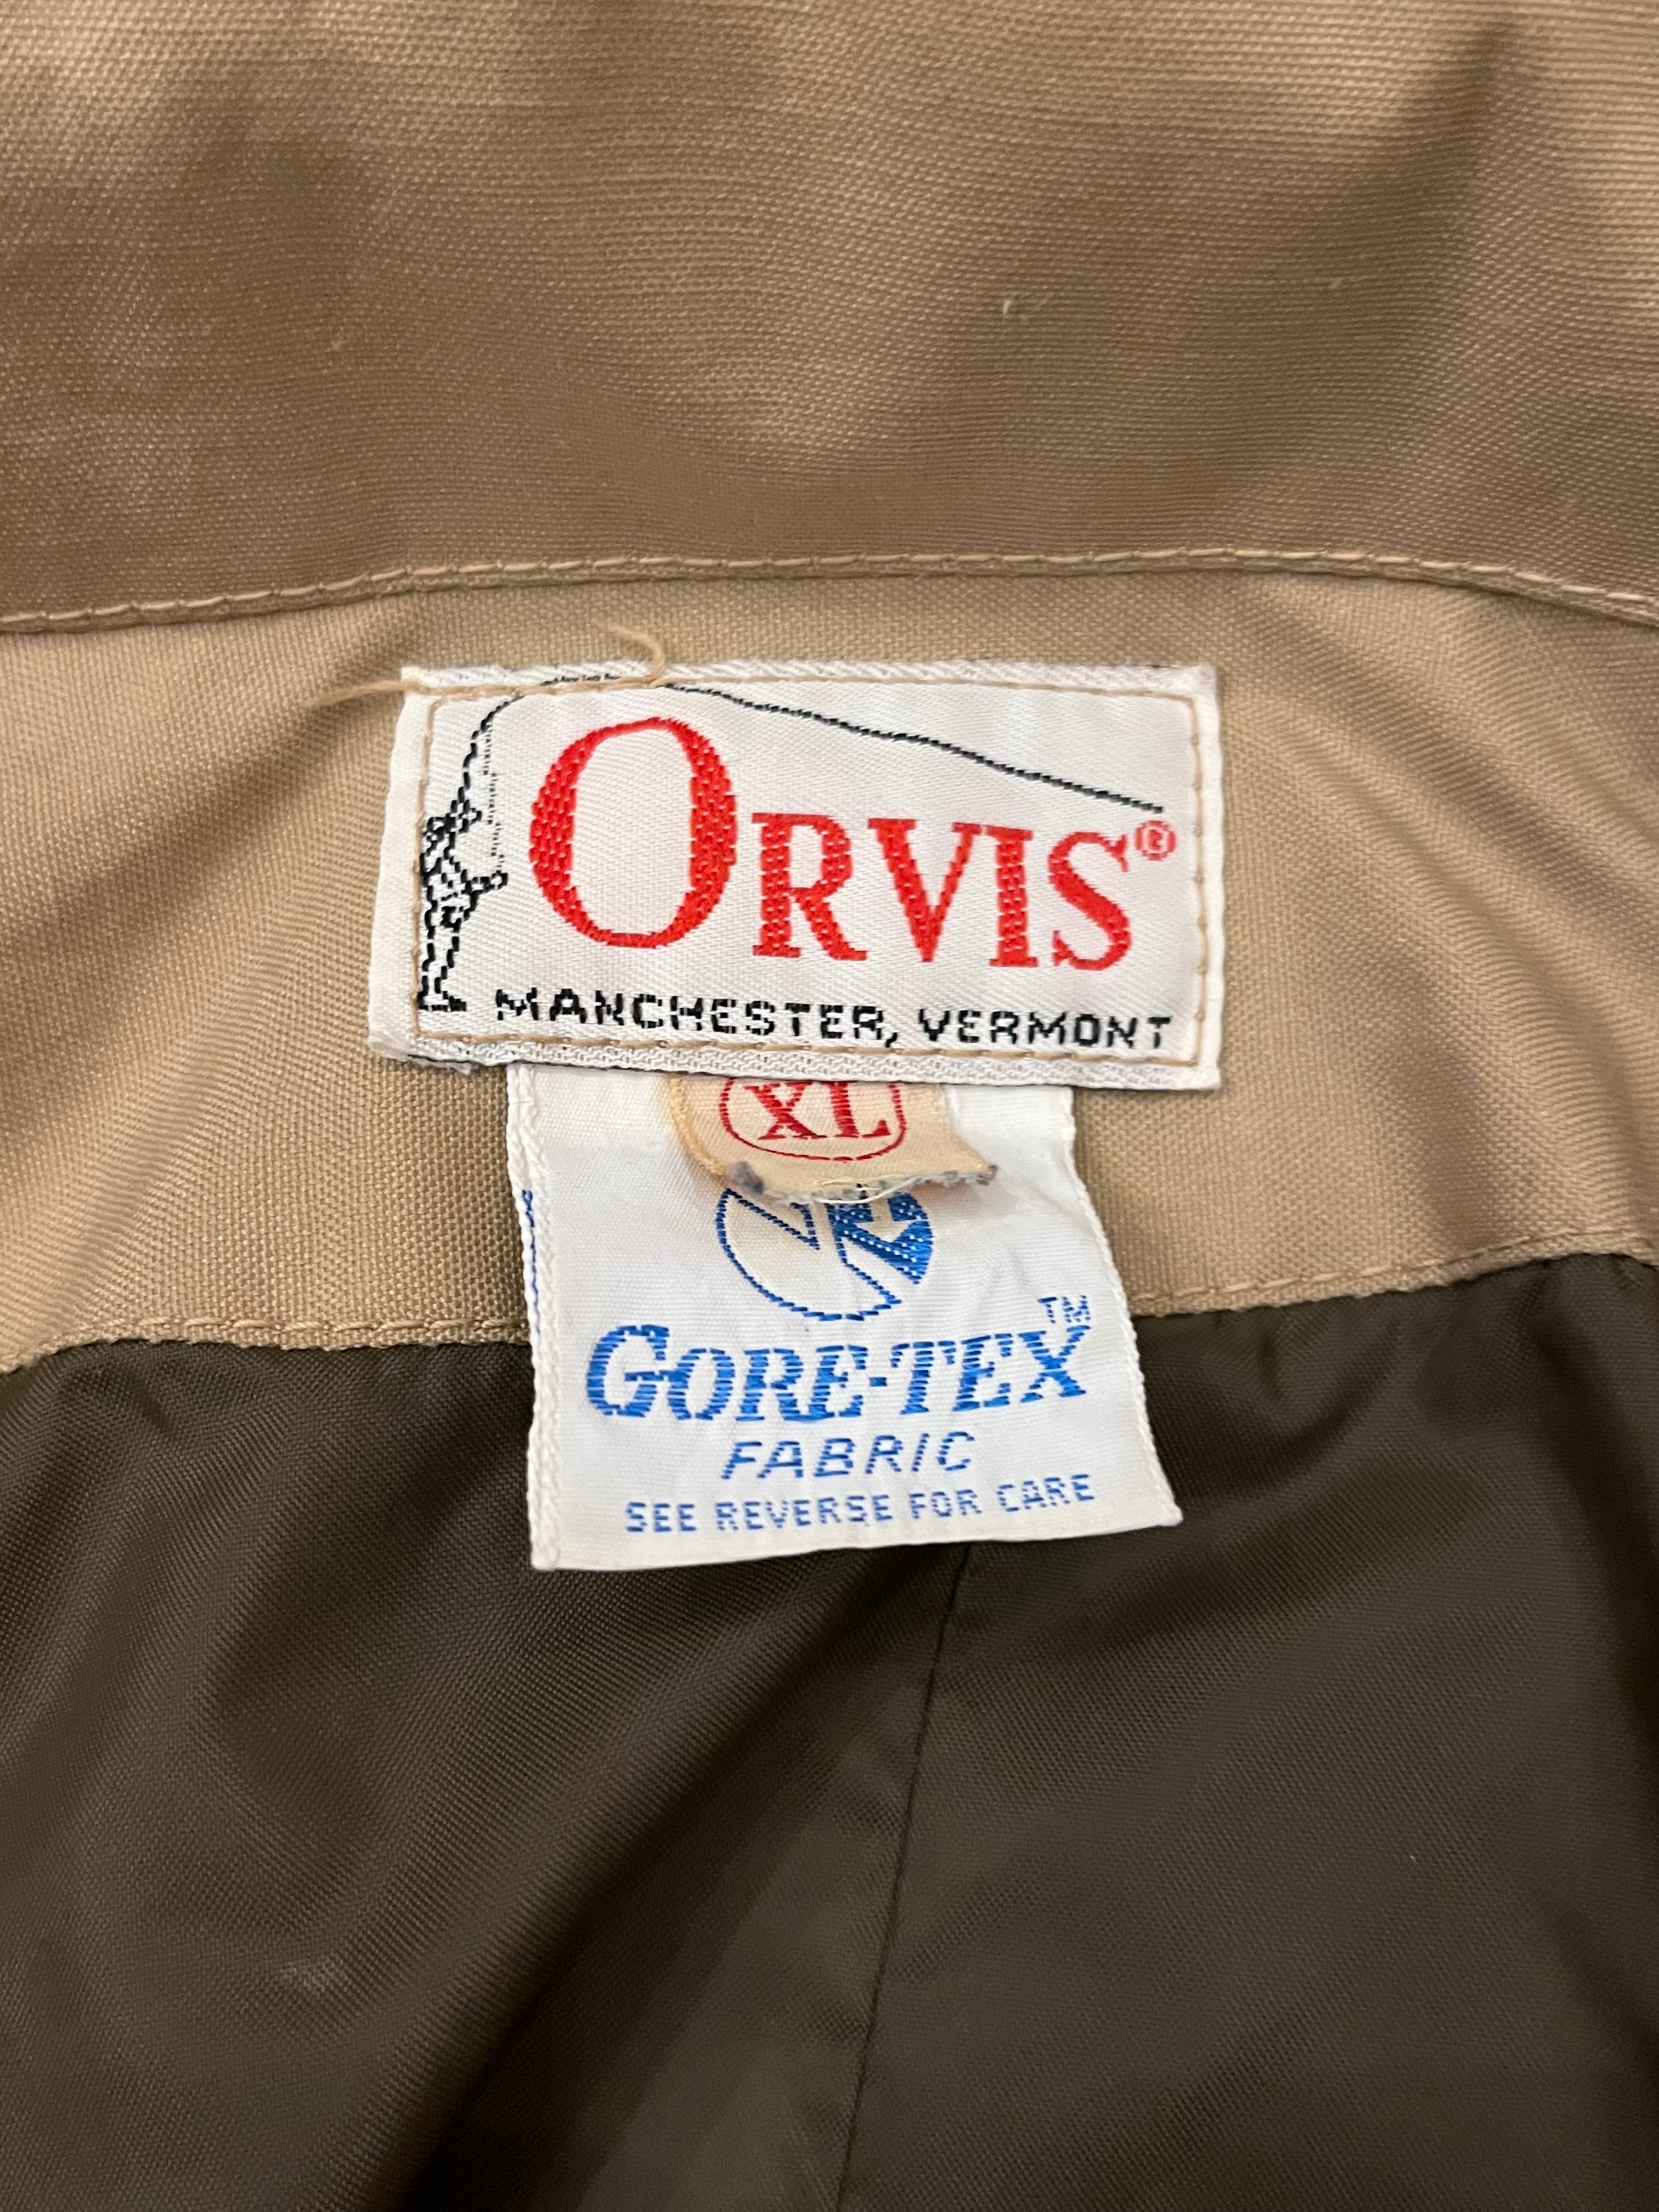 ORVIS®
MANCHESTER, VERMONT
XL
GORE-TEX™
FABRIC
SEE REVERSE FOR CARE